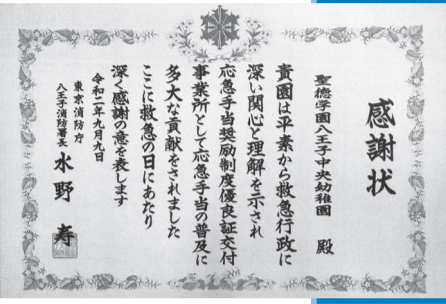 感謝状
聖徳学園八王子中央幼稚園 殿
貴園は平素から救急行政に
深い関心と理解を示され
応急手当奨励制度優良証交付
事業所として応急手当の普及に
多大な貢献をされました
ここに救急の日にあたり
深く感謝の意を表します
令和二年九月九日
東京消防庁
八王子消防署長 水野 寿